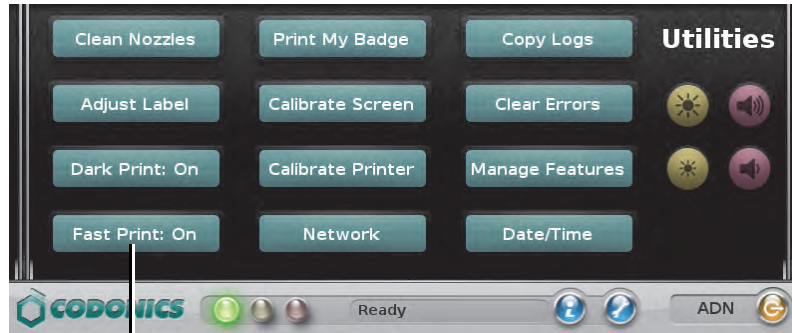 Clean Nozzles Print My Badge Copy Logs Utilities
Adjust Label Calibrate Screen Clear Errors
Dark Print: On Calibrate Printer Manage Features
Fast Print: On Network Date/Time
CODONICS Ready i ADN